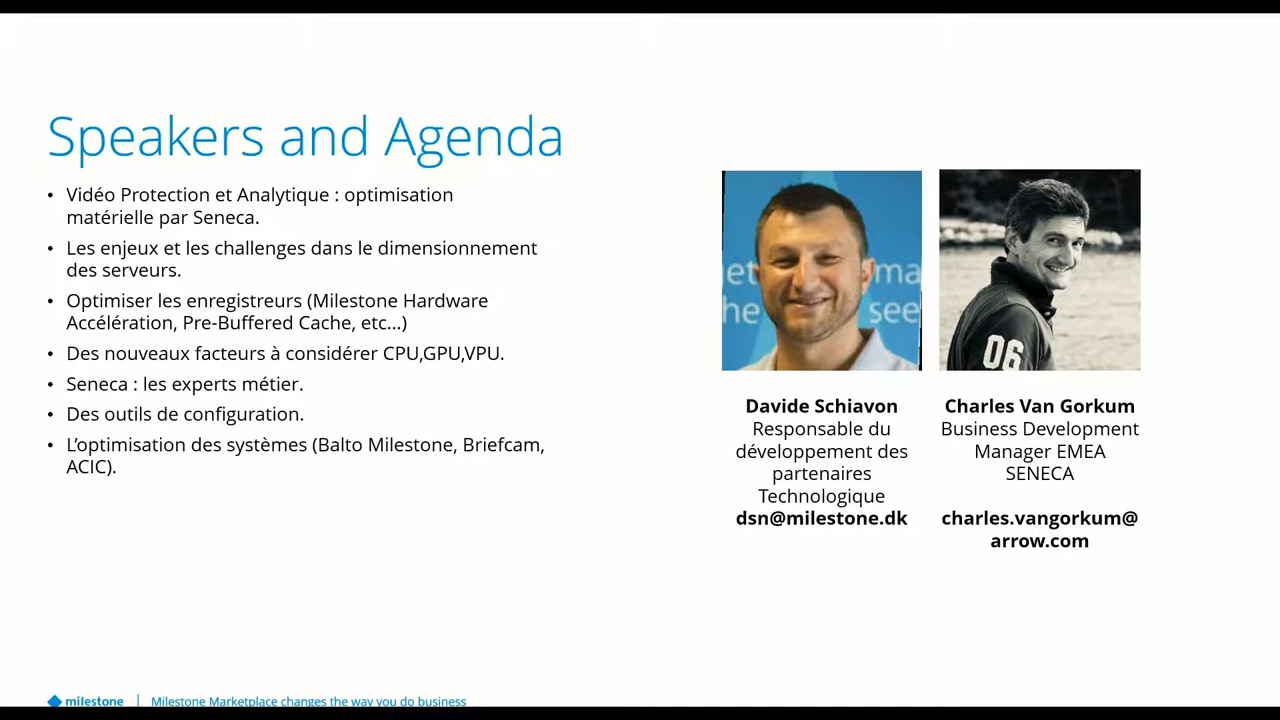 Speakers and Agenda
• Vidéo Protection et Analytique : optimisation
matérielle par Seneca.
• Les enjeux et les challenges dans le dimensionnement
des serveurs.
• Optimiser les enregistreurs (Milestone Hardware
Accélération, Pre-Buffered Cache, etc...)
• Des nouveaux facteurs à considérer CPU,GPU,VPU.
• Seneca : les experts métier.
• Des outils de configuration.
• L’optimisation des systèmes (Balto Milestone, Briefcam,
ACIC).
et
ma
he
see
06
Davide Schiavon
Responsable du
développement des
partenaires
Technologique
dsn@milestone.dk
Charles Van Gorkum
Business Development
Manager EMEA
SENECA
charles.vangorkum@
arrow.com
milestone | Milestone Marketplace changes the way you do business